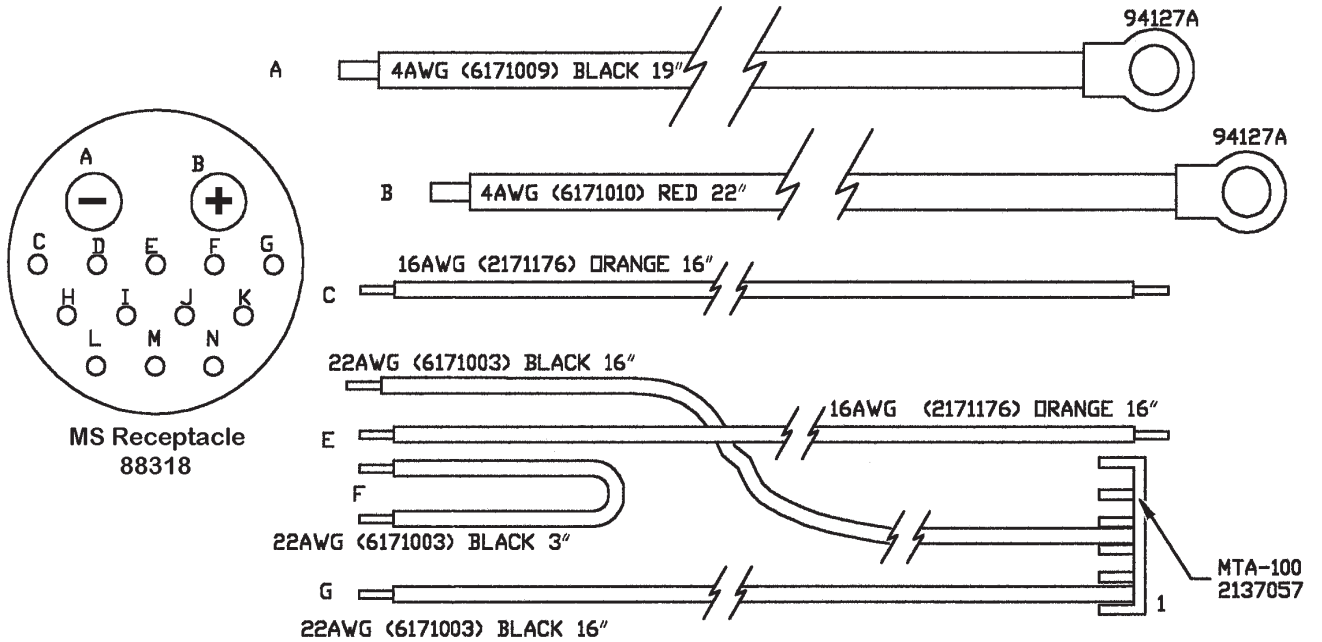 94127A
A
4AWG (6171009) BLACK 19″
94127A
B
4AWG (6171010) RED 22″
A B
− +
C D E F G
H I J K
L M N
MS Receptacle
88318
16AWG (2171176) ORANGE 16″
C
22AWG (6171003) BLACK 16″
16AWG (2171176) ORANGE 16″
E
F
22AWG (6171003) BLACK 3″
MTA-100
2137057
G
1
22AWG (6171003) BLACK 16″